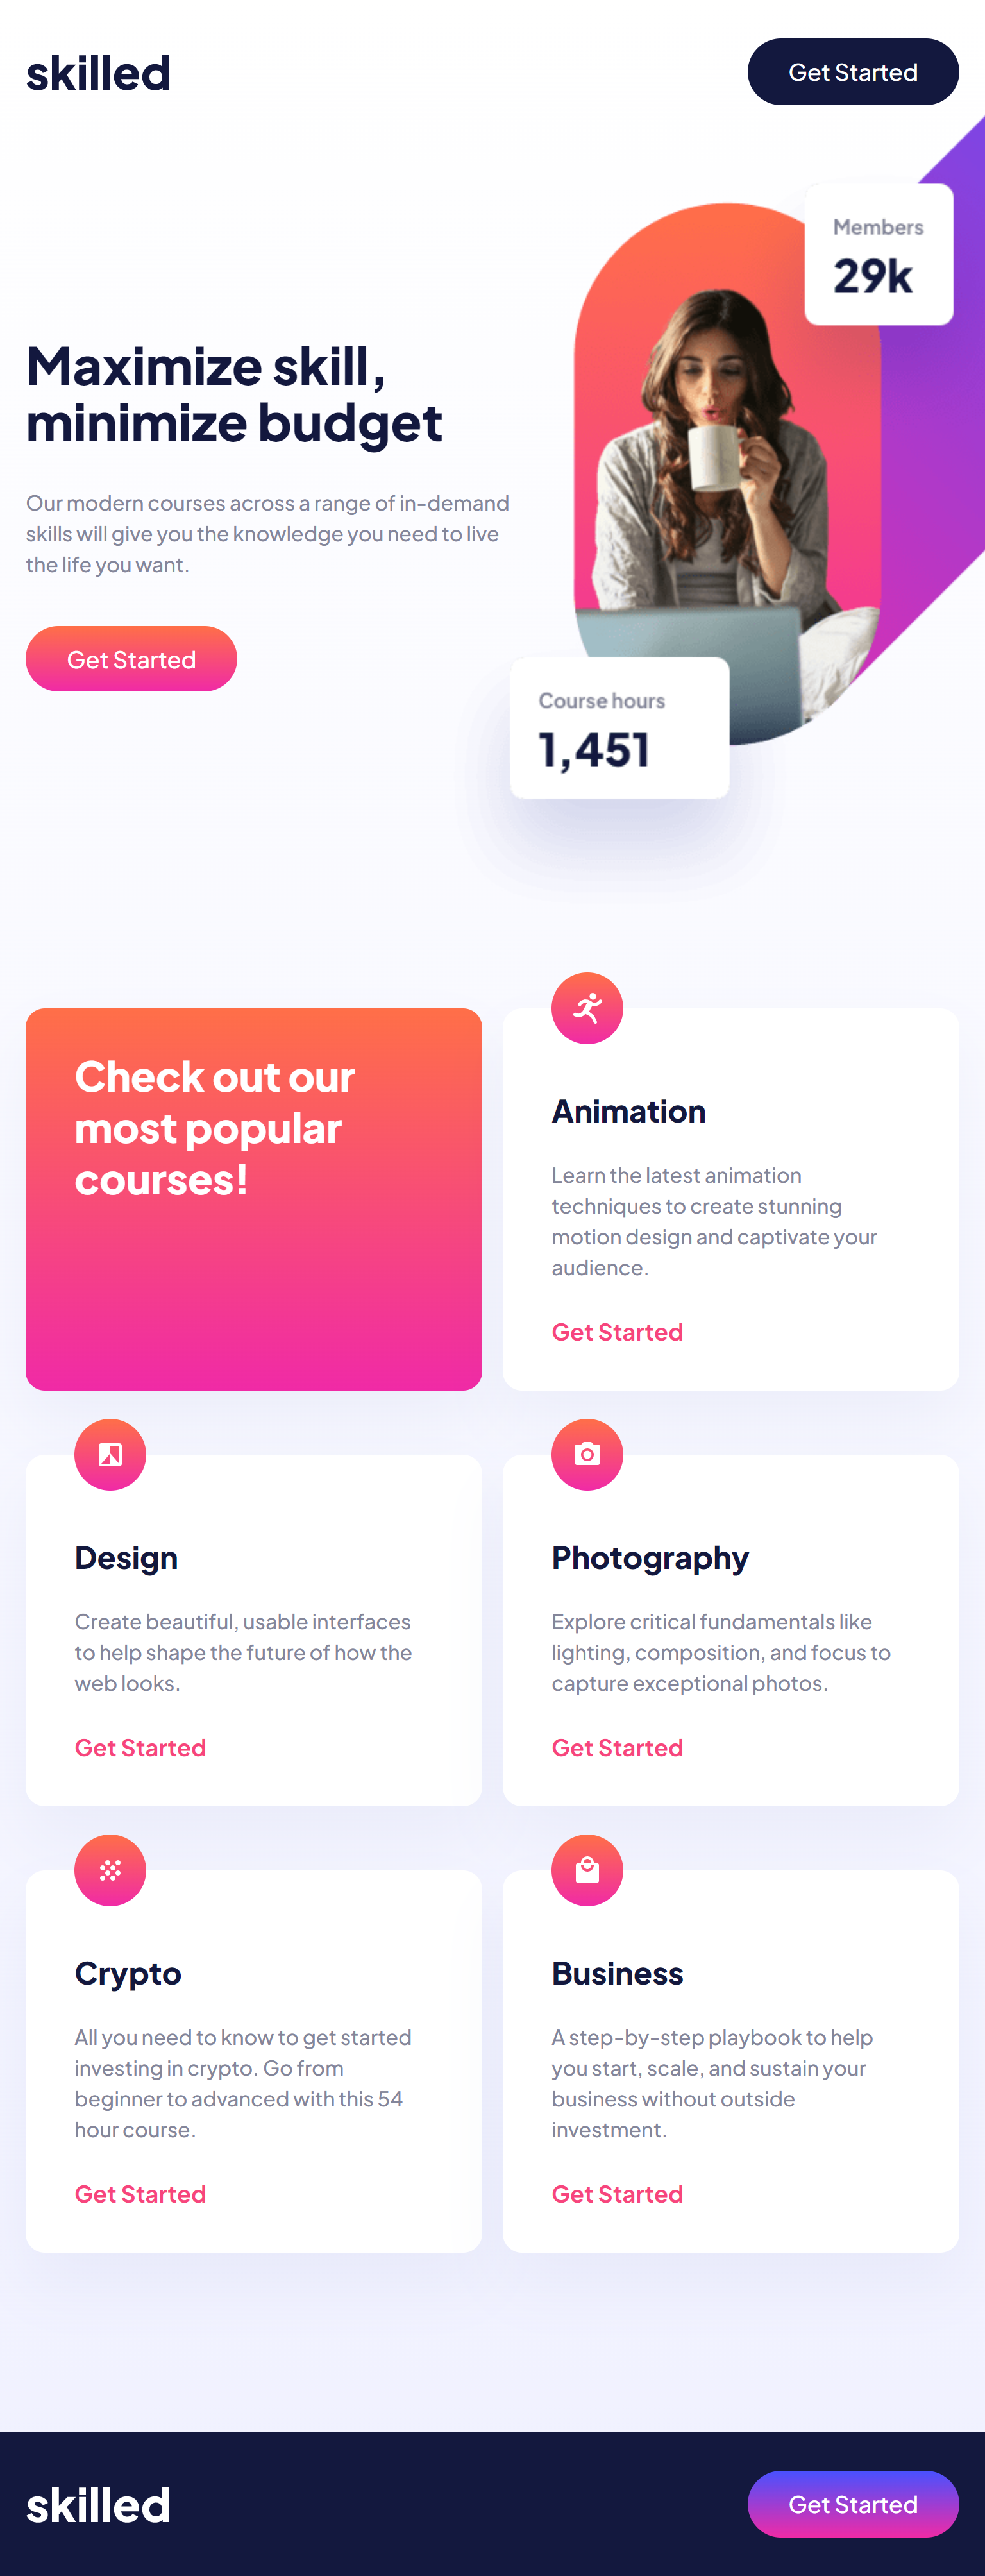 skilled
Get Started
Members
29k
Maximize skill,
minimize budget
Our modern courses across a range of in-demand
skills will give you the knowledge you need to live
the life you want.
Get Started
Course hours
1,451
Check out our
most popular
courses!
Animation
Learn the latest animation
techniques to create stunning
motion design and captivate your
audience.
Get Started
Design
Create beautiful, usable interfaces
to help shape the future of how the
web looks.
Get Started
Photography
Explore critical fundamentals like
lighting, composition, and focus to
capture exceptional photos.
Get Started
Crypto
All you need to know to get started
investing in crypto. Go from
beginner to advanced with this 54
hour course.
Get Started
Business
A step-by-step playbook to help
you start, scale, and sustain your
business without outside
investment.
Get Started
skilled
Get Started